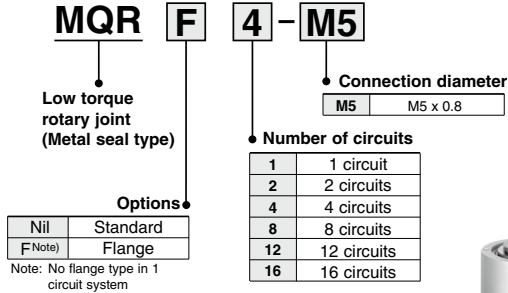 MQR F 4 – M5
Connection diameter
M5 M5 x 0.8
Low torque
rotary joint
(Metal seal type)
Number of circuits
1 1 circuit
2 2 circuits
4 4 circuits
8 8 circuits
12 12 circuits
16 16 circuits
Options
Nil Standard
F Note) Flange
Note: No flange type in 1
circuit system